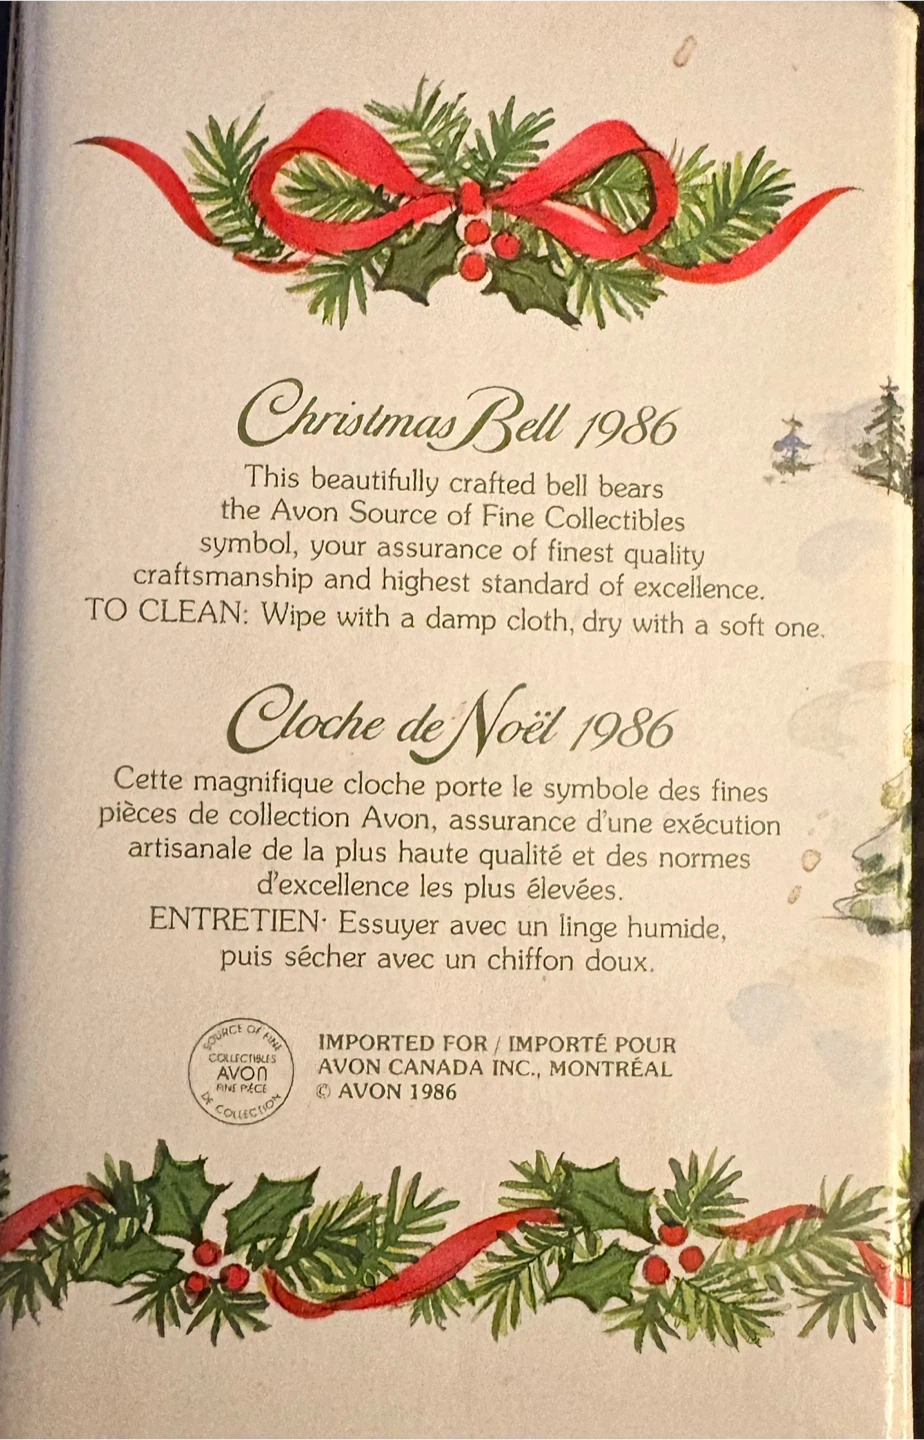 Christmas Bell 1986
This beautifully crafted bell bears
the Avon Source of Fine Collectibles
symbol, your assurance of finest quality
craftsmanship and highest standard of excellence.
TO CLEAN: Wipe with a damp cloth, dry with a soft one.
Cloche de Noël 1986
Cette magnifique cloche porte le symbole des fines
pièces de collection Avon, assurance d'une exécution
artisanale de la plus haute qualité et des normes
d'excellence les plus élevées.
ENTRETIEN· Essuyer avec un linge humide,
puis sécher avec un chiffon doux.
SOURCE OF FINE
COLLECTIBLES
AVON
FINE PIÈCE
DE COLLECTION
IMPORTED FOR / IMPORTÉ POUR
AVON CANADA INC., MONTRÉAL
© AVON 1986